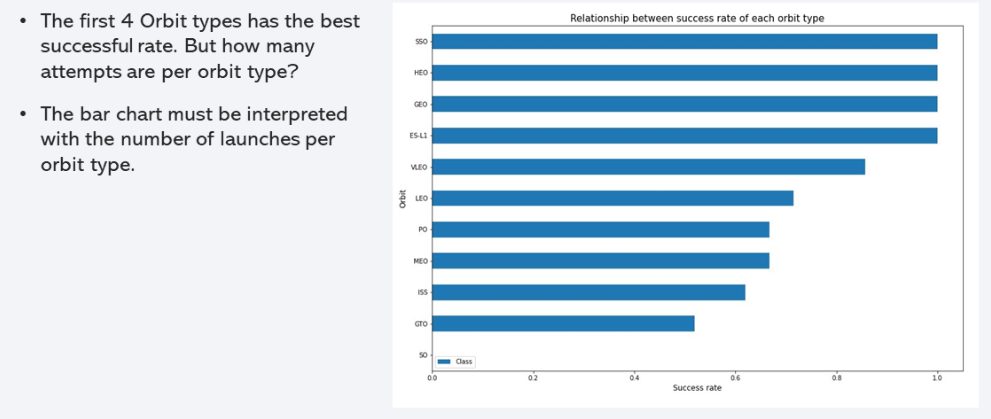 • The first 4 Orbit types has the best
successful rate. But how many
attempts are per orbit type?
• The bar chart must be interpreted
with the number of launches per
orbit type.
Relationship between success rate of each orbit type
SSO
HEO
GEO
ES-L1
VLEO
LEO
PO
MEO
ISS
GTO
SO
Orbit
Class
0.0 0.2 0.4 0.6 0.8 1.0
Success rate